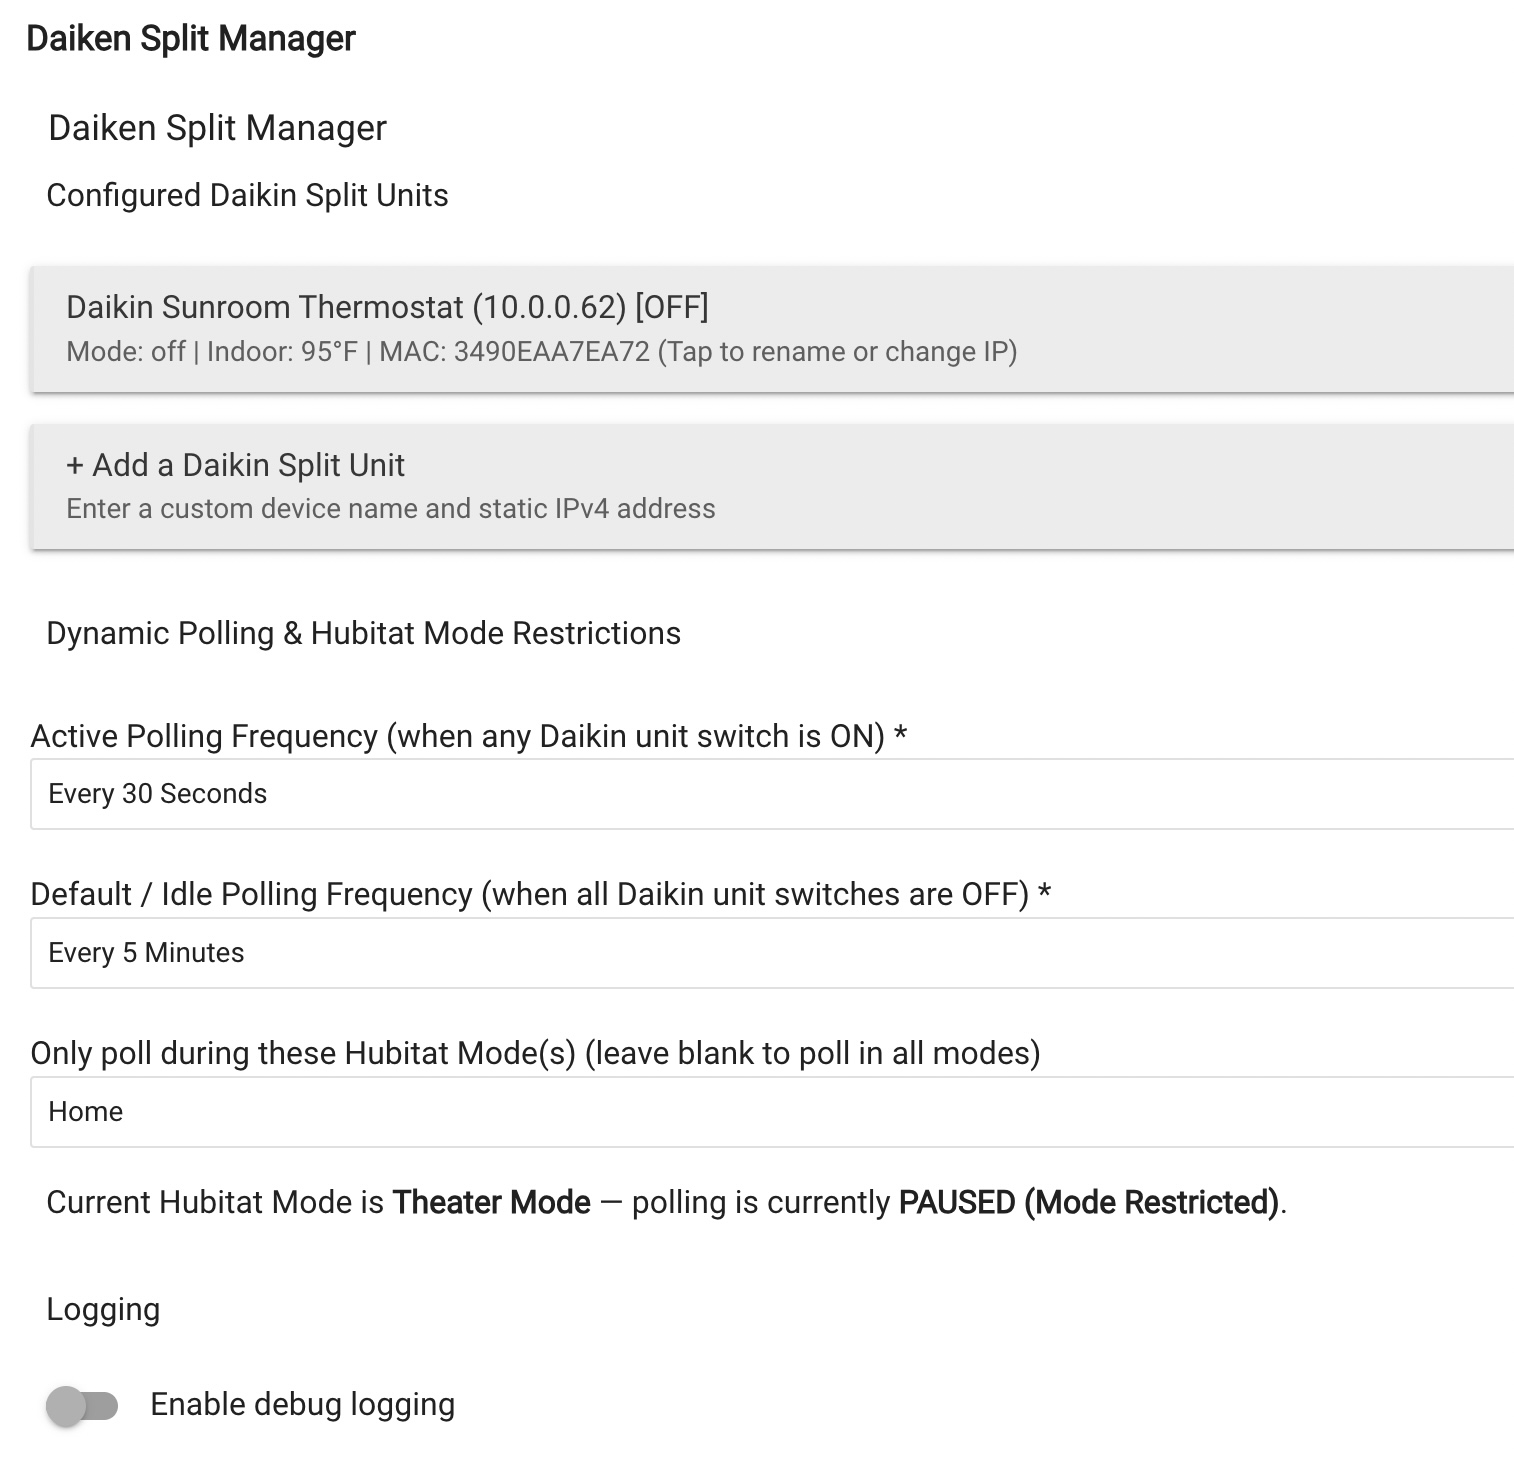 Daiken Split Manager
Daiken Split Manager
Configured Daikin Split Units
Daikin Sunroom Thermostat (10.0.0.62) [OFF]
Mode: off | Indoor: 95°F | MAC: 3490EAA7EA72 (Tap to rename or change IP)
+ Add a Daikin Split Unit
Enter a custom device name and static IPv4 address
Dynamic Polling & Hubitat Mode Restrictions
Active Polling Frequency (when any Daikin unit switch is ON) *
Every 30 Seconds
Default / Idle Polling Frequency (when all Daikin unit switches are OFF) *
Every 5 Minutes
Only poll during these Hubitat Mode(s) (leave blank to poll in all modes)
Home
Current Hubitat Mode is Theater Mode — polling is currently PAUSED (Mode Restricted).
Logging
Enable debug logging